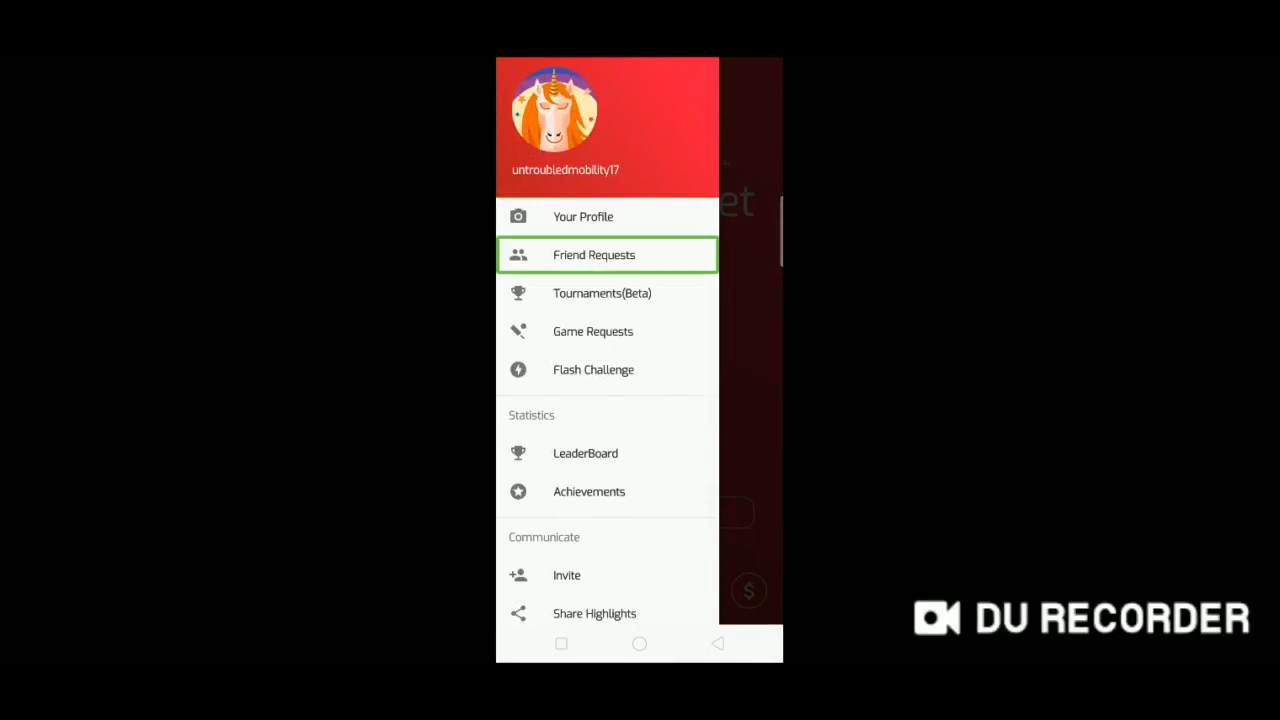 untroubledmobility17
Your Profile
et
Friend Requests
Tournaments(Beta)
Game Requests
Flash Challenge
Statistics
LeaderBoard
Achievements
Communicate
Invite
$
Share Highlights
DU RECORDER